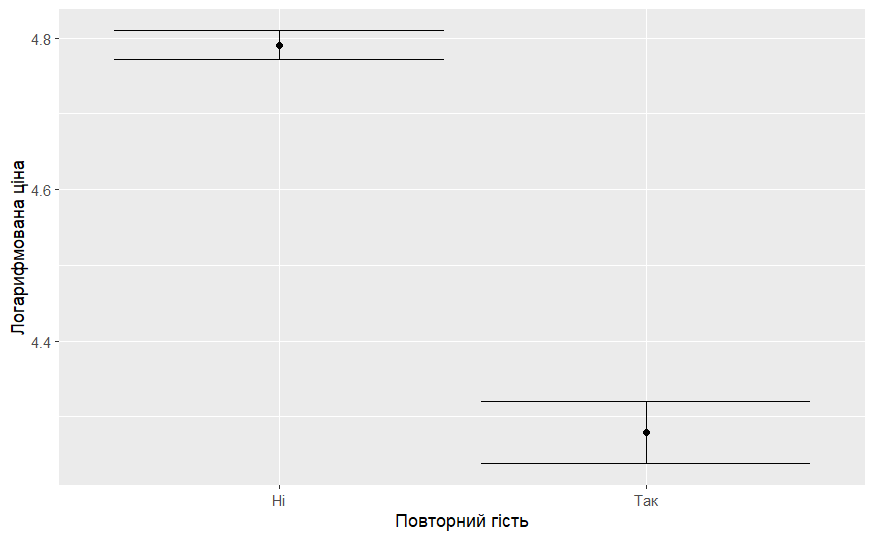 Логарифмована ціна
4.8
4.6
4.4
Ні
Так
Повторний гість